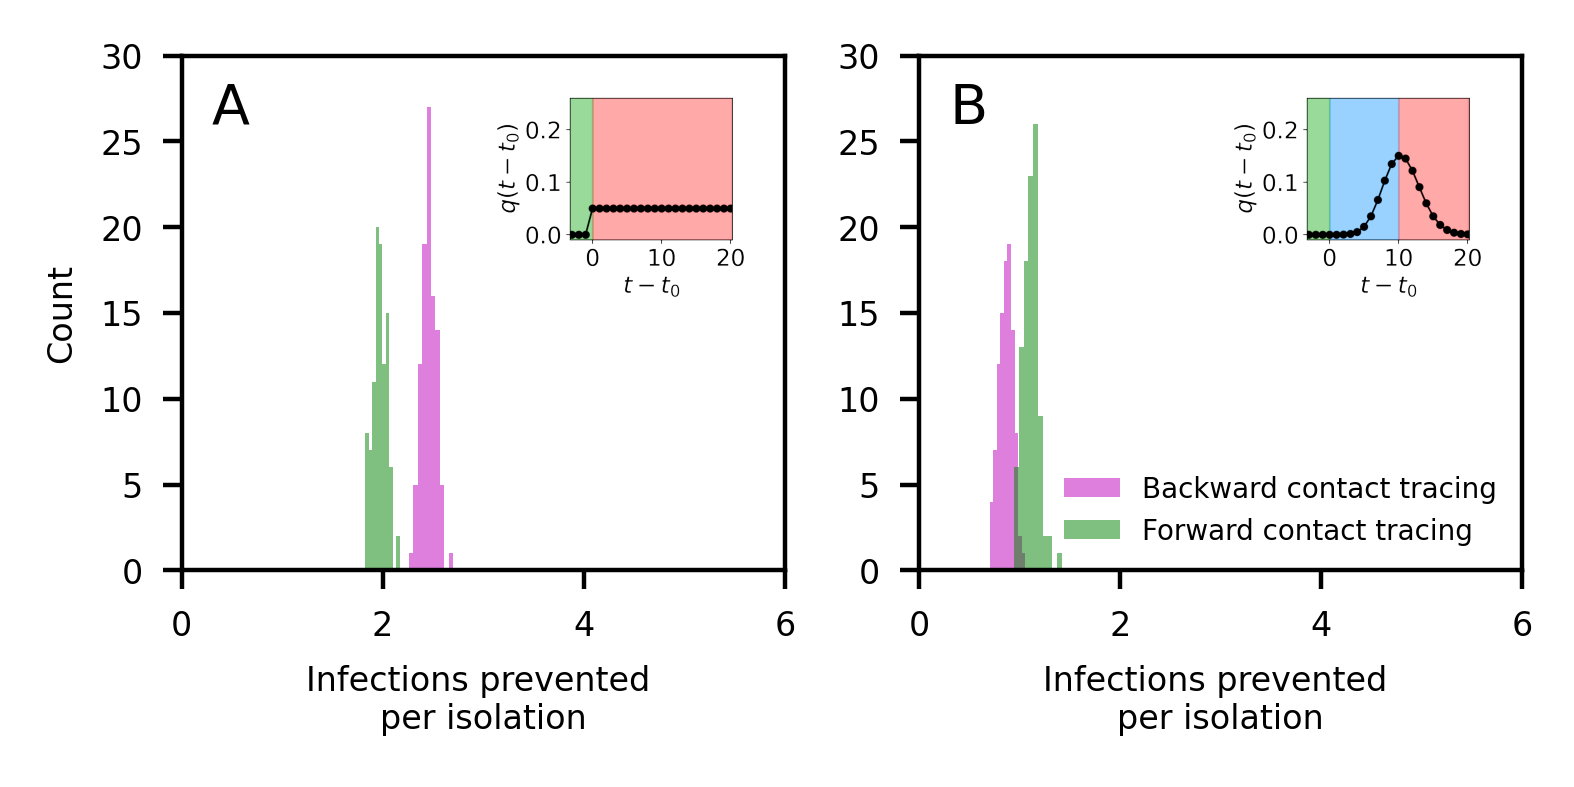 A
30
25
20
15
10
5
0
Count
0 2 4 6
Infections prevented
per isolation
q(t − t₀)
0.2
0.1
0.0
0 10 20
t − t₀
B
30
25
20
15
10
5
0
0 2 4 6
Infections prevented
per isolation
q(t − t₀)
0.2
0.1
0.0
0 10 20
t − t₀
Backward contact tracing
Forward contact tracing